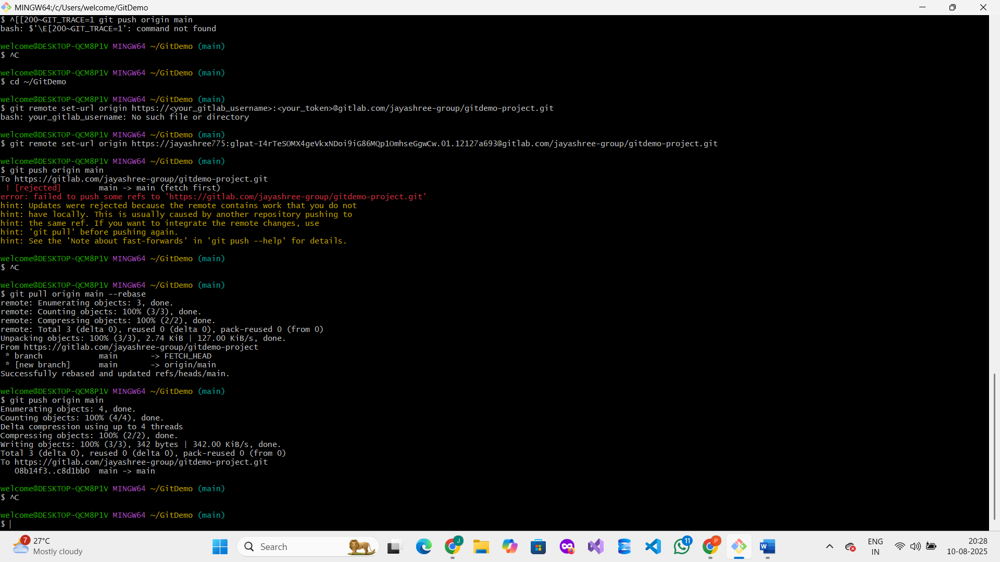 MINGW64:/c/Users/welcome/GitDemo
$ ^[[200~GIT_TRACE=1 git push origin main
bash: $'\E[200~GIT_TRACE=1': command not found
welcome@DESKTOP-QCM8P1V MINGW64 ~/GitDemo (main)
$ ^C
welcome@DESKTOP-QCM8P1V MINGW64 ~/GitDemo (main)
$ cd ~/GitDemo
welcome@DESKTOP-QCM8P1V MINGW64 ~/GitDemo (main)
$ git remote set-url origin https://<your_gitlab_username>:<your_token>@gitlab.com/jayashree-group/gitdemo-project.git
bash: your_gitlab_username: No such file or directory
welcome@DESKTOP-QCM8P1V MINGW64 ~/GitDemo (main)
$ git remote set-url origin https://jayashree775:glpat-I4rTeSOMX4geVkxNDoi9iG86MQp1OmhseGgwCw.01.12127a693@gitlab.com/jayashree-group/gitdemo-project.git
welcome@DESKTOP-QCM8P1V MINGW64 ~/GitDemo (main)
$ git push origin main
To https://gitlab.com/jayashree-group/gitdemo-project.git
! [rejected] main -> main (fetch first)
error: failed to push some refs to 'https://gitlab.com/jayashree-group/gitdemo-project.git'
hint: Updates were rejected because the remote contains work that you do not
hint: have locally. This is usually caused by another repository pushing to
hint: the same ref. If you want to integrate the remote changes, use
hint: 'git pull' before pushing again.
hint: See the 'Note about fast-forwards' in 'git push --help' for details.
welcome@DESKTOP-QCM8P1V MINGW64 ~/GitDemo (main)
$ ^C
welcome@DESKTOP-QCM8P1V MINGW64 ~/GitDemo (main)
$ git pull origin main --rebase
remote: Enumerating objects: 3, done.
remote: Counting objects: 100% (3/3), done.
remote: Compressing objects: 100% (2/2), done.
remote: Total 3 (delta 0), reused 0 (delta 0), pack-reused 0 (from 0)
Unpacking objects: 100% (3/3), 2.74 KiB | 127.00 KiB/s, done.
From https://gitlab.com/jayashree-group/gitdemo-project
* branch main -> FETCH_HEAD
* [new branch] main -> origin/main
Successfully rebased and updated refs/heads/main.
welcome@DESKTOP-QCM8P1V MINGW64 ~/GitDemo (main)
$ git push origin main
Enumerating objects: 4, done.
Counting objects: 100% (4/4), done.
Delta compression using up to 4 threads
Compressing objects: 100% (2/2), done.
Writing objects: 100% (3/3), 342 bytes | 342.00 KiB/s, done.
Total 3 (delta 0), reused 0 (delta 0), pack-reused 0 (from 0)
To https://gitlab.com/jayashree-group/gitdemo-project.git
08b14f3..c8d1bb0 main -> main
welcome@DESKTOP-QCM8P1V MINGW64 ~/GitDemo (main)
$ ^C
welcome@DESKTOP-QCM8P1V MINGW64 ~/GitDemo (main)
$
7
27°C
Mostly cloudy
Search
J
11
P
W
ENG
IN
20:28
10-08-2025